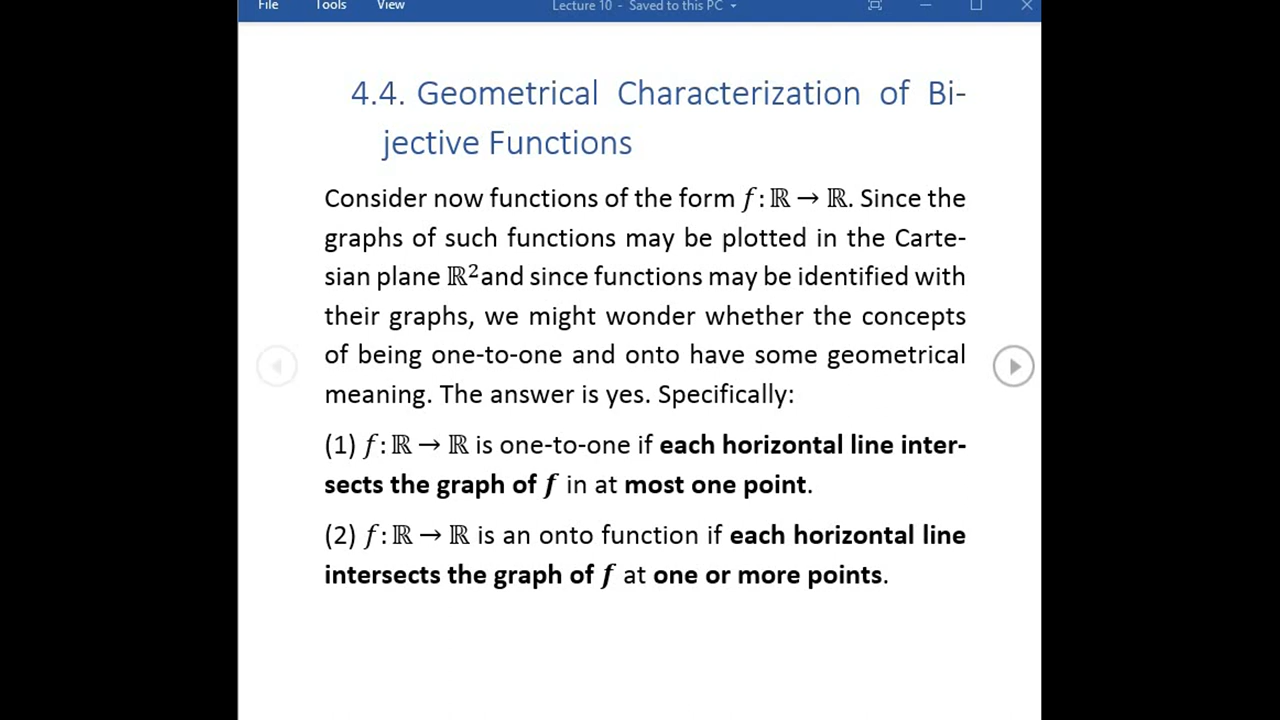 File Tools View Lecture 10 - Saved to this PC
4.4. Geometrical Characterization of Bi-
jective Functions
Consider now functions of the form f: ℝ → ℝ. Since the
graphs of such functions may be plotted in the Carte-
sian plane ℝ² and since functions may be identified with
their graphs, we might wonder whether the concepts
of being one-to-one and onto have some geometrical
meaning. The answer is yes. Specifically:
(1) f: ℝ → ℝ is one-to-one if each horizontal line inter-
sects the graph of f in at most one point.
(2) f: ℝ → ℝ is an onto function if each horizontal line
intersects the graph of f at one or more points.